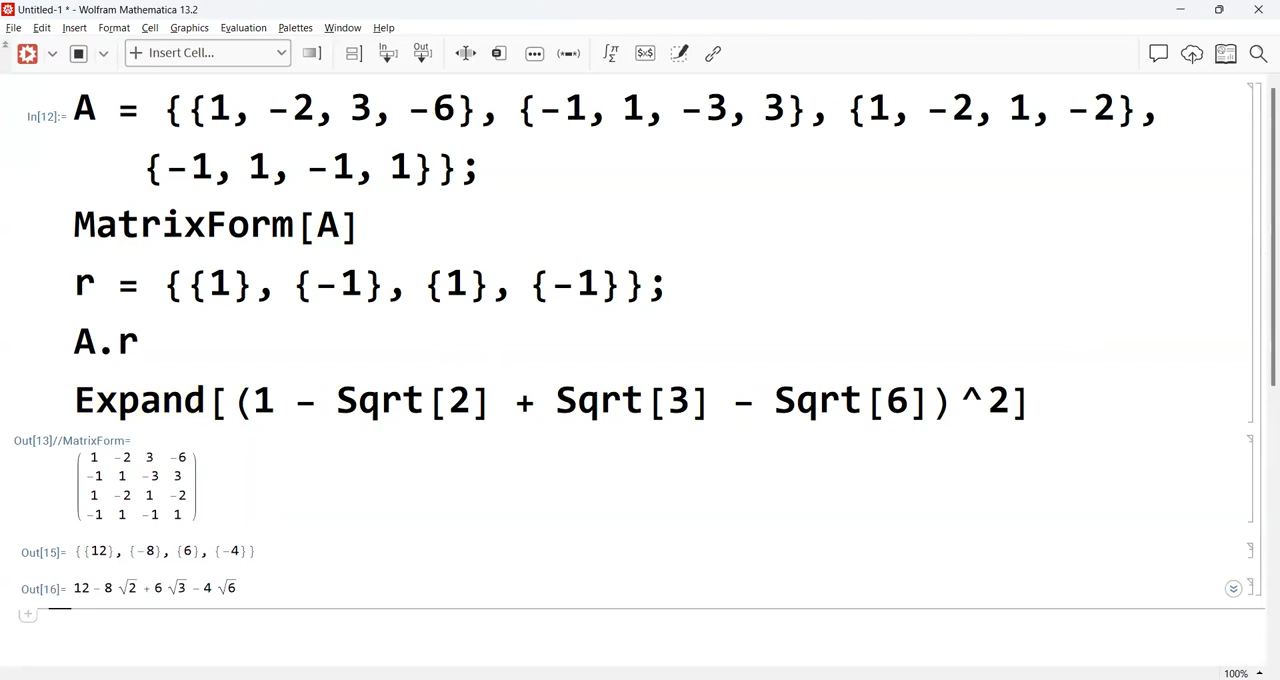 Untitled-1 * - Wolfram Mathematica 13.2
File Edit Insert Format Cell Graphics Evaluation Palettes Window Help
+ Insert Cell... In Out $x$
In[12]:= A = {{1, -2, 3, -6}, {-1, 1, -3, 3}, {1, -2, 1, -2},
{-1, 1, -1, 1}};
MatrixForm[A]
r = {{1}, {-1}, {1}, {-1}};
A.r
Expand[(1 - Sqrt[2] + Sqrt[3] - Sqrt[6])^2]
Out[13]//MatrixForm=
1 -2 3 -6
-1 1 -3 3
1 -2 1 -2
-1 1 -1 1
Out[15]= {{12}, {-8}, {6}, {-4}}
Out[16]= 12 - 8 √2 + 6 √3 - 4 √6
100%